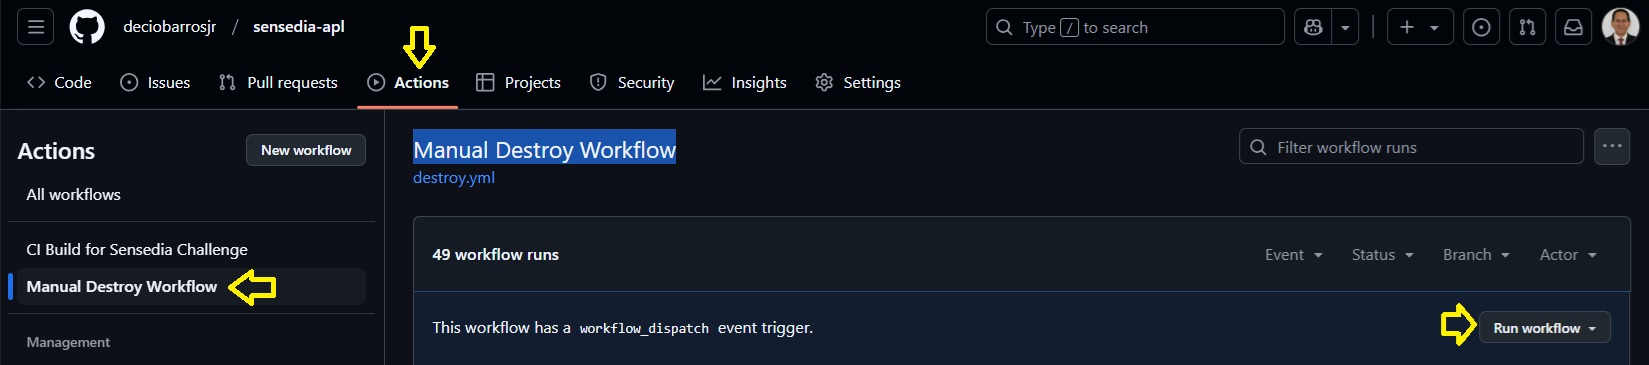 deciobarrosjr / sensedia-apl
Type / to search
Code Issues Pull requests Actions Projects Security Insights Settings
Actions
New workflow
All workflows
CI Build for Sensedia Challenge
Manual Destroy Workflow
Management
Manual Destroy Workflow
destroy.yml
Filter workflow runs
49 workflow runs
Event Status Branch Actor
This workflow has a workflow_dispatch event trigger.
Run workflow